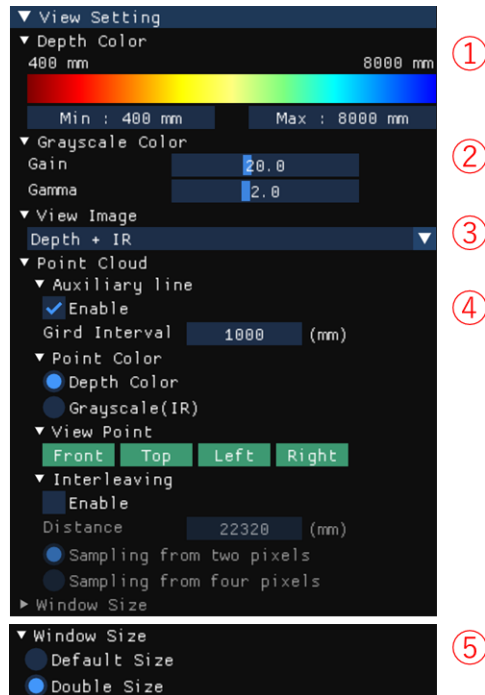 ▼ View Setting
▼ Depth Color ①
400 mm 8000 mm
Min : 400 mm Max : 8000 mm
▼ Grayscale Color ②
Gain 20.0
Gamma 2.0
▼ View Image ③
Depth + IR ▼
▼ Point Cloud
▼ Auxiliary line ④
Enable
Gird Interval 1000 (mm)
▼ Point Color
Depth Color
Grayscale(IR)
▼ View Point
Front Top Left Right
▼ Interleaving
Enable
Distance 22320 (mm)
Sampling from two pixels
Sampling from four pixels
▶ Window Size
▼ Window Size ⑤
Default Size
Double Size